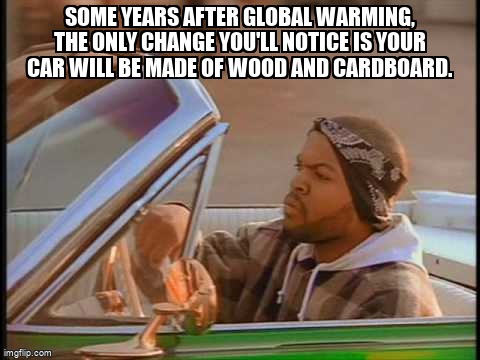 SOME YEARS AFTER GLOBAL WARMING,
THE ONLY CHANGE YOU'LL NOTICE IS YOUR
CAR WILL BE MADE OF WOOD AND CARDBOARD.
imgflip.com